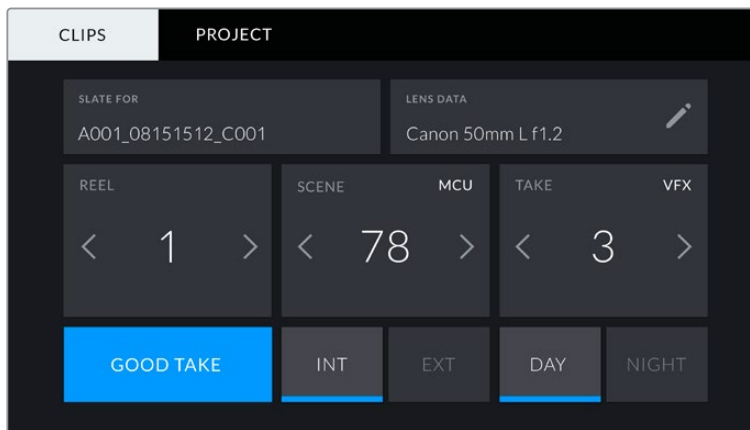 CLIPS PROJECT
SLATE FOR
A001_08151512_C001
LENS DATA
Canon 50mm L f1.2
REEL
1
SCENE MCU
78
TAKE VFX
3
GOOD TAKE INT EXT DAY NIGHT